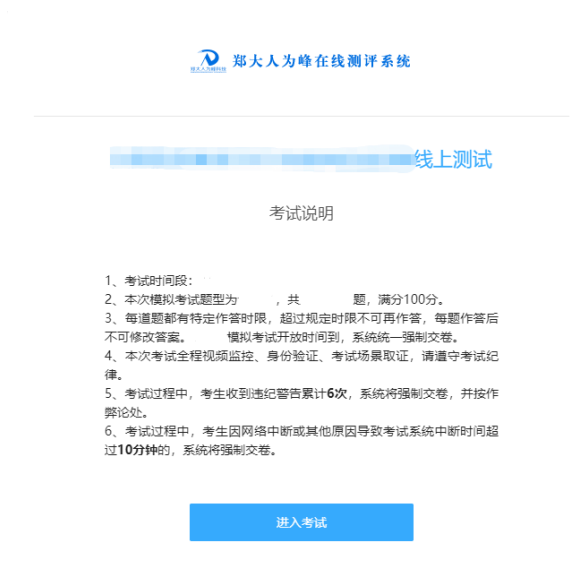 郑大人为峰在线测评系统
线上测试
考试说明
1、考试时间段：
2、本次模拟考试题型为 ，共 题，满分100分。
3、每道题都有特定作答时限，超过规定时限不可再作答，每题作答后
不可修改答案。 模拟考试开放时间到，系统统一强制交卷。
4、本次考试全程视频监控、身份验证、考试场景取证，请遵守考试纪
律。
5、考试过程中，考生收到违纪警告累计6次，系统将强制交卷，并按作
弊论处。
6、考试过程中，考生因网络中断或其他原因导致考试系统中断时间超
过10分钟的，系统将强制交卷。
进入考试